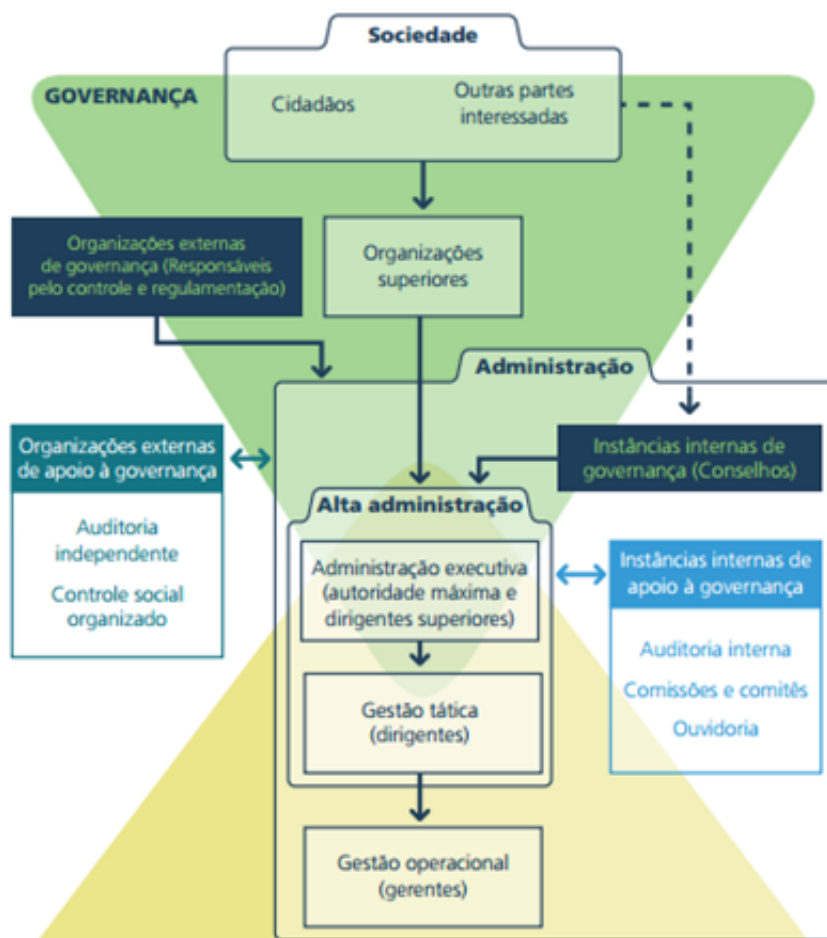 Sociedade
GOVERNANÇA
Cidadãos
Outras partes
interessadas
Organizações externas
de governança (Responsáveis
pelo controle e regulamentação)
Organizações
superiores
Administração
Organizações externas
de apoio à governança
Auditoria
independente
Controle social
organizado
Instâncias internas de
governança (Conselhos)
Alta administração
Administração executiva
(autoridade máxima e
dirigentes superiores)
Instâncias internas de
apoio à governança
Auditoria interna
Comissões e comitês
Ouvidoria
Gestão tática
(dirigentes)
Gestão operacional
(gerentes)